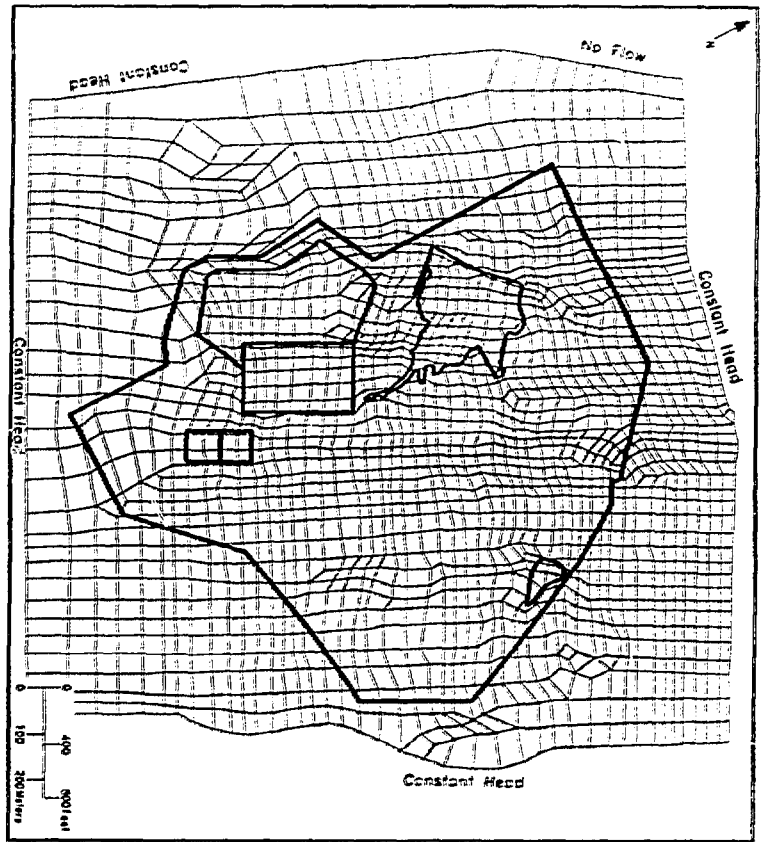 N
No Flow
Constant Head
Constant Head
Constant Head
Constant Head
0 0
100
400
200 Meters
800 Feet